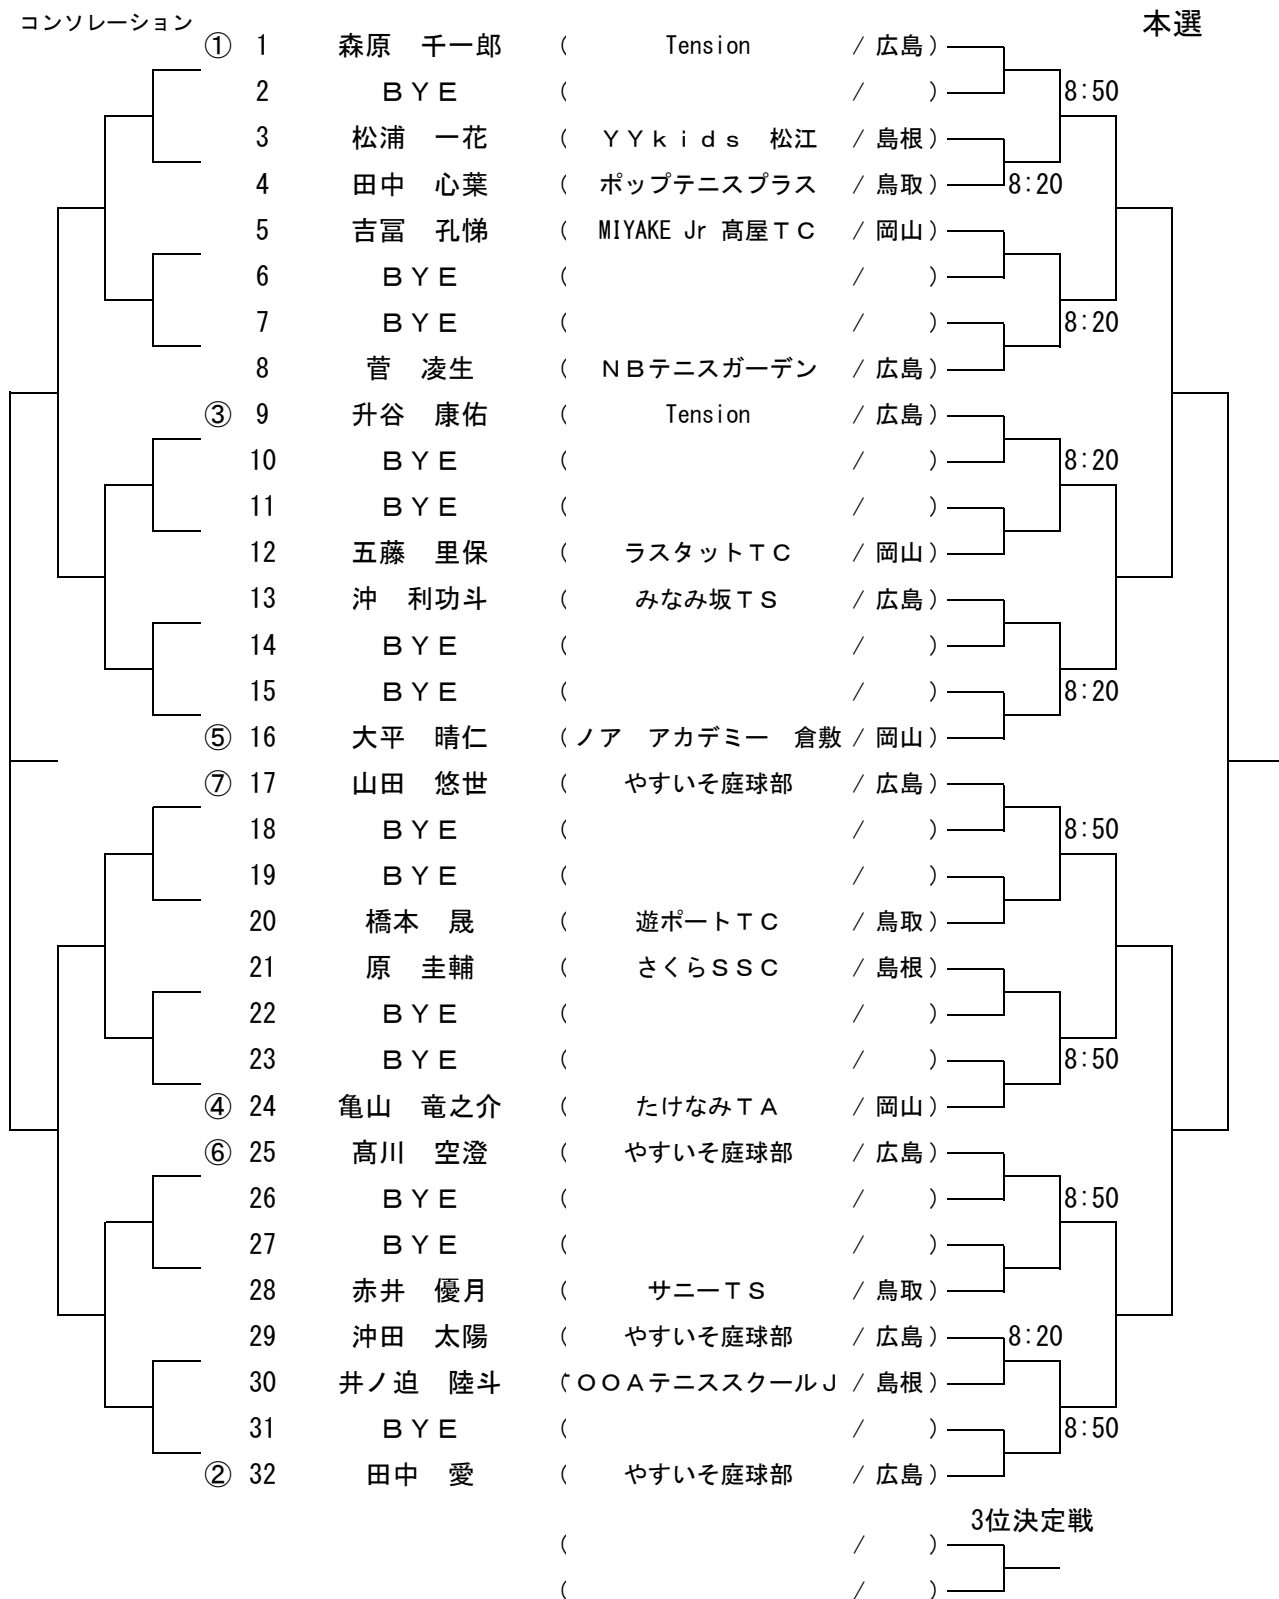 コンソレーション 本選
① 1 森原　千一郎 ( Tension / 広島 )
2 ＢＹＥ ( / ) 8:50
3 松浦　一花 ( ＹＹｋｉｄｓ　松江 / 島根 )
4 田中　心葉 ( ポップテニスプラス / 鳥取 ) 8:20
5 吉冨　孔悌 ( MIYAKE Jr 髙屋ＴＣ / 岡山 )
6 ＢＹＥ ( / )
7 ＢＹＥ ( / ) 8:20
8 菅　凌生 ( ＮＢテニスガーデン / 広島 )
③ 9 升谷　康佑 ( Tension / 広島 )
10 ＢＹＥ ( / ) 8:20
11 ＢＹＥ ( / )
12 五藤　里保 ( ラスタットＴＣ / 岡山 )
13 沖　利功斗 ( みなみ坂ＴＳ / 広島 )
14 ＢＹＥ ( / )
15 ＢＹＥ ( / ) 8:20
⑤ 16 大平　晴仁 ( ノア　アカデミー　倉敷 / 岡山 )
⑦ 17 山田　悠世 ( やすいそ庭球部 / 広島 )
18 ＢＹＥ ( / ) 8:50
19 ＢＹＥ ( / )
20 橋本　晟 ( 遊ポートＴＣ / 鳥取 )
21 原　圭輔 ( さくらＳＳＣ / 島根 )
22 ＢＹＥ ( / )
23 ＢＹＥ ( / ) 8:50
④ 24 亀山　竜之介 ( たけなみＴＡ / 岡山 )
⑥ 25 髙川　空澄 ( やすいそ庭球部 / 広島 )
26 ＢＹＥ ( / ) 8:50
27 ＢＹＥ ( / )
28 赤井　優月 ( サニーＴＳ / 鳥取 )
29 沖田　太陽 ( やすいそ庭球部 / 広島 ) 8:20
30 井ノ迫　陸斗 ( ＯＯＡテニススクールＪ / 島根 )
31 ＢＹＥ ( / ) 8:50
② 32 田中　愛 ( やすいそ庭球部 / 広島 )
3位決定戦
( / )
( / )